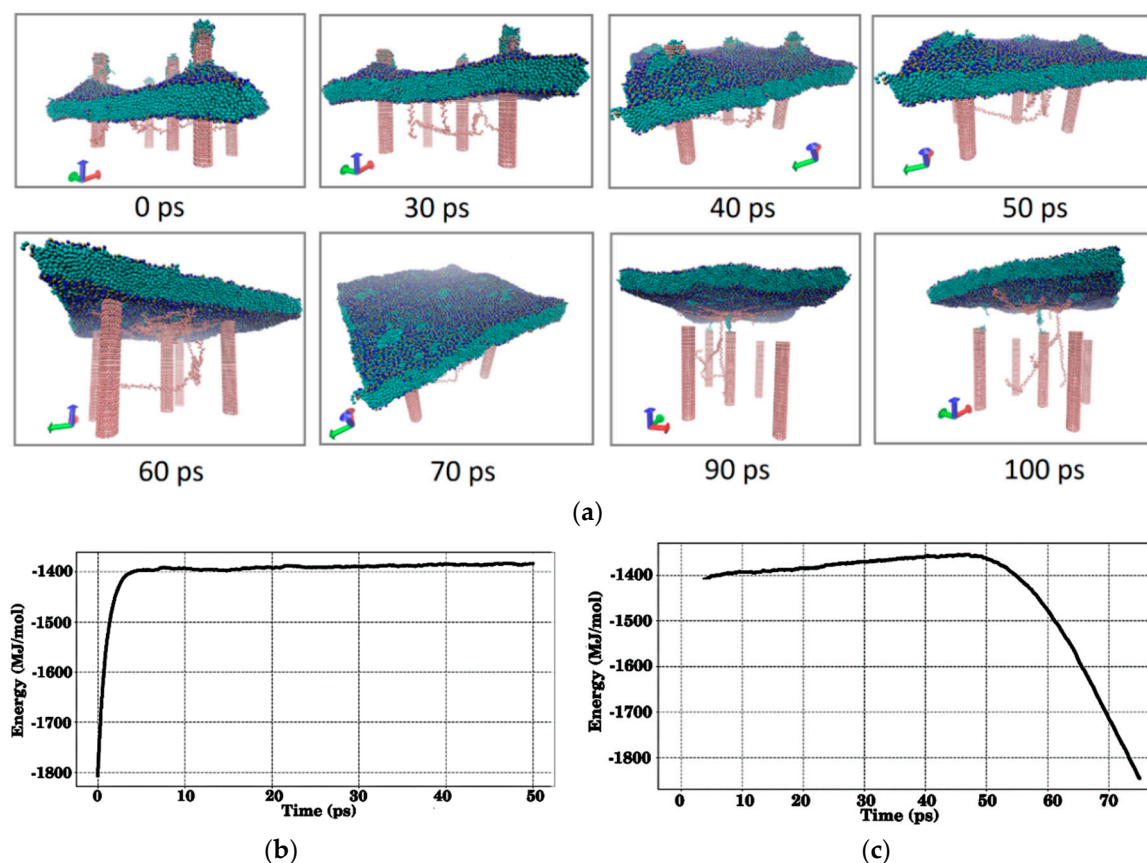 0 ps 30 ps 40 ps 50 ps
60 ps 70 ps 90 ps 100 ps
(a)
Energy (MJ/mol)
-1400
-1500
-1600
-1700
-1800
0 10 20 30 40 50
Time (ps)
(b)
Energy (MJ/mol)
-1400
-1500
-1600
-1700
-1800
0 10 20 30 40 50 60 70
Time (ps)
(c)